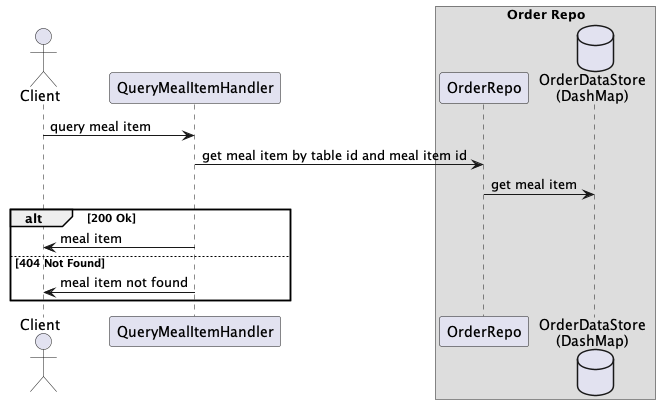 Order Repo
Client
QueryMealItemHandler
OrderRepo
OrderDataStore
(DashMap)
query meal item
get meal item by table id and meal item id
get meal item
alt
[200 Ok]
meal item
[404 Not Found]
meal item not found
Client
QueryMealItemHandler
OrderRepo
OrderDataStore
(DashMap)